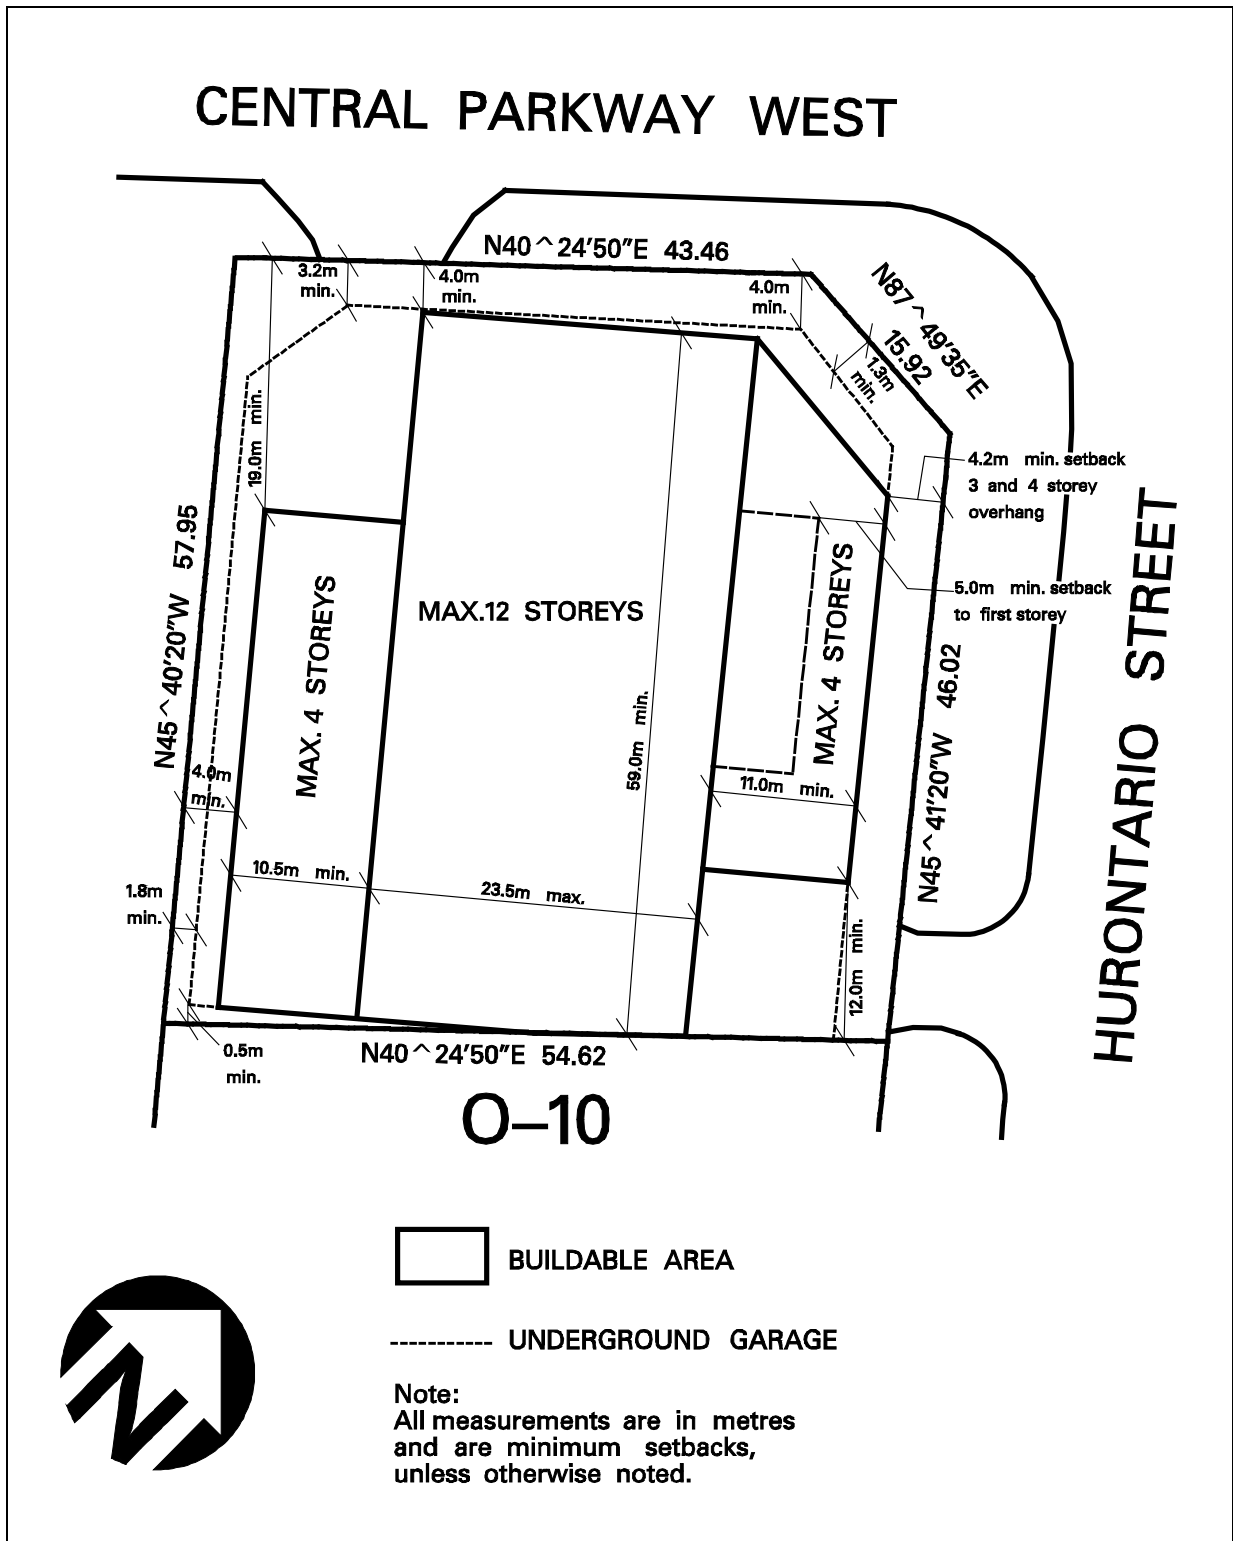 CENTRAL PARKWAY WEST
N40^24'50"E 43.46
3.2m
min.
4.0m
min.
4.0m
min.
N87^49'35"E
15.92
1.3m
min.
19.0m min.
4.2m min. setback
3 and 4 storey
overhang
5.0m min. setback
to first storey
N45^40'20"W 57.95
MAX. 4 STOREYS
MAX.12 STOREYS
MAX. 4 STOREYS
59.0m min.
N45^41'20"W 46.02
HURONTARIO STREET
4.0m
min.
11.0m min.
10.5m min.
23.5m max.
1.8m
min.
12.0m min.
0.5m
min.
N40^24'50"E 54.62
O-10
BUILDABLE AREA
UNDERGROUND GARAGE
N
Note:
All measurements are in metres
and are minimum setbacks,
unless otherwise noted.